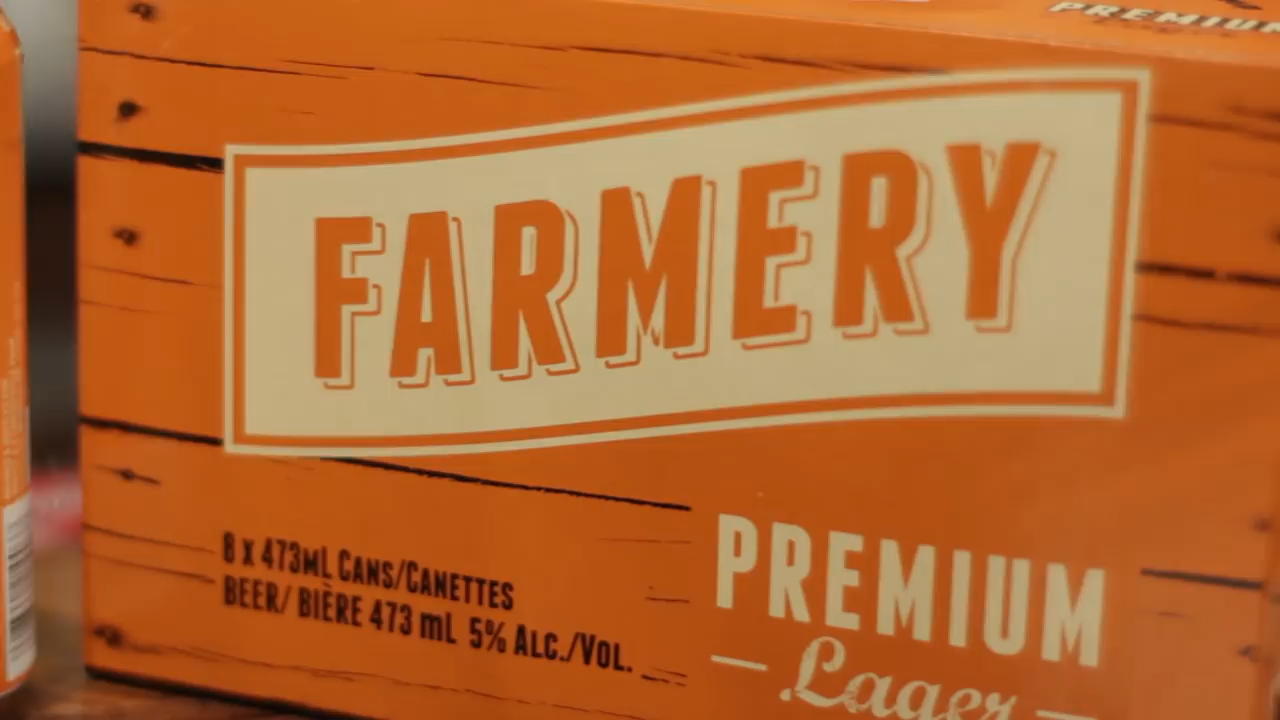 PREMIUM
FARMERY
8 x 473mL CANS/CANETTES
BEER/ BIÈRE 473 mL 5% ALC./VOL.
PREMIUM
Lager